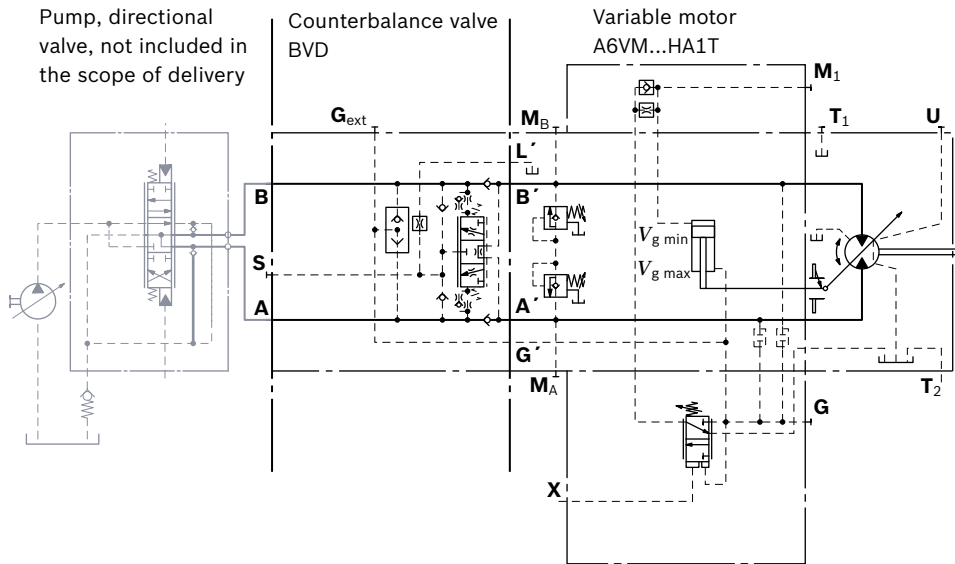 Pump, directional
valve, not included in
the scope of delivery
Counterbalance valve
BVD
Variable motor
A6VM...HA1T
M1
Gext
MB
T1
U
L´
B
B´
Vg min
S
Vg max
A
A´
G´
MA
T2
G
X